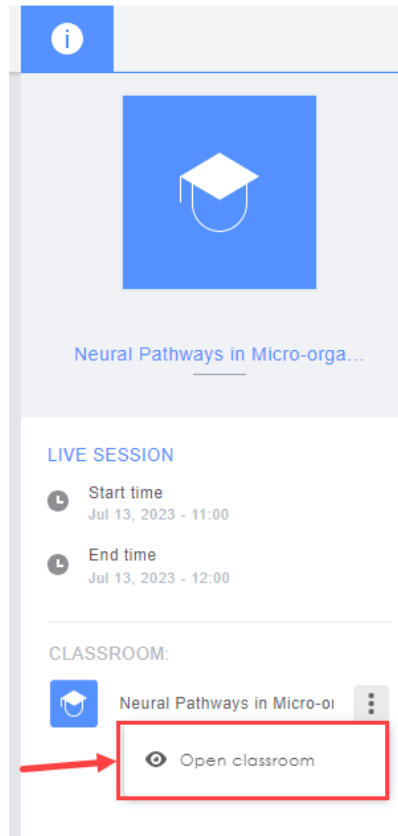 Neural Pathways in Micro-orga...
LIVE SESSION
Start time
Jul 13, 2023 - 11:00
End time
Jul 13, 2023 - 12:00
CLASSROOM:
Neural Pathways in Micro-or
Open classroom